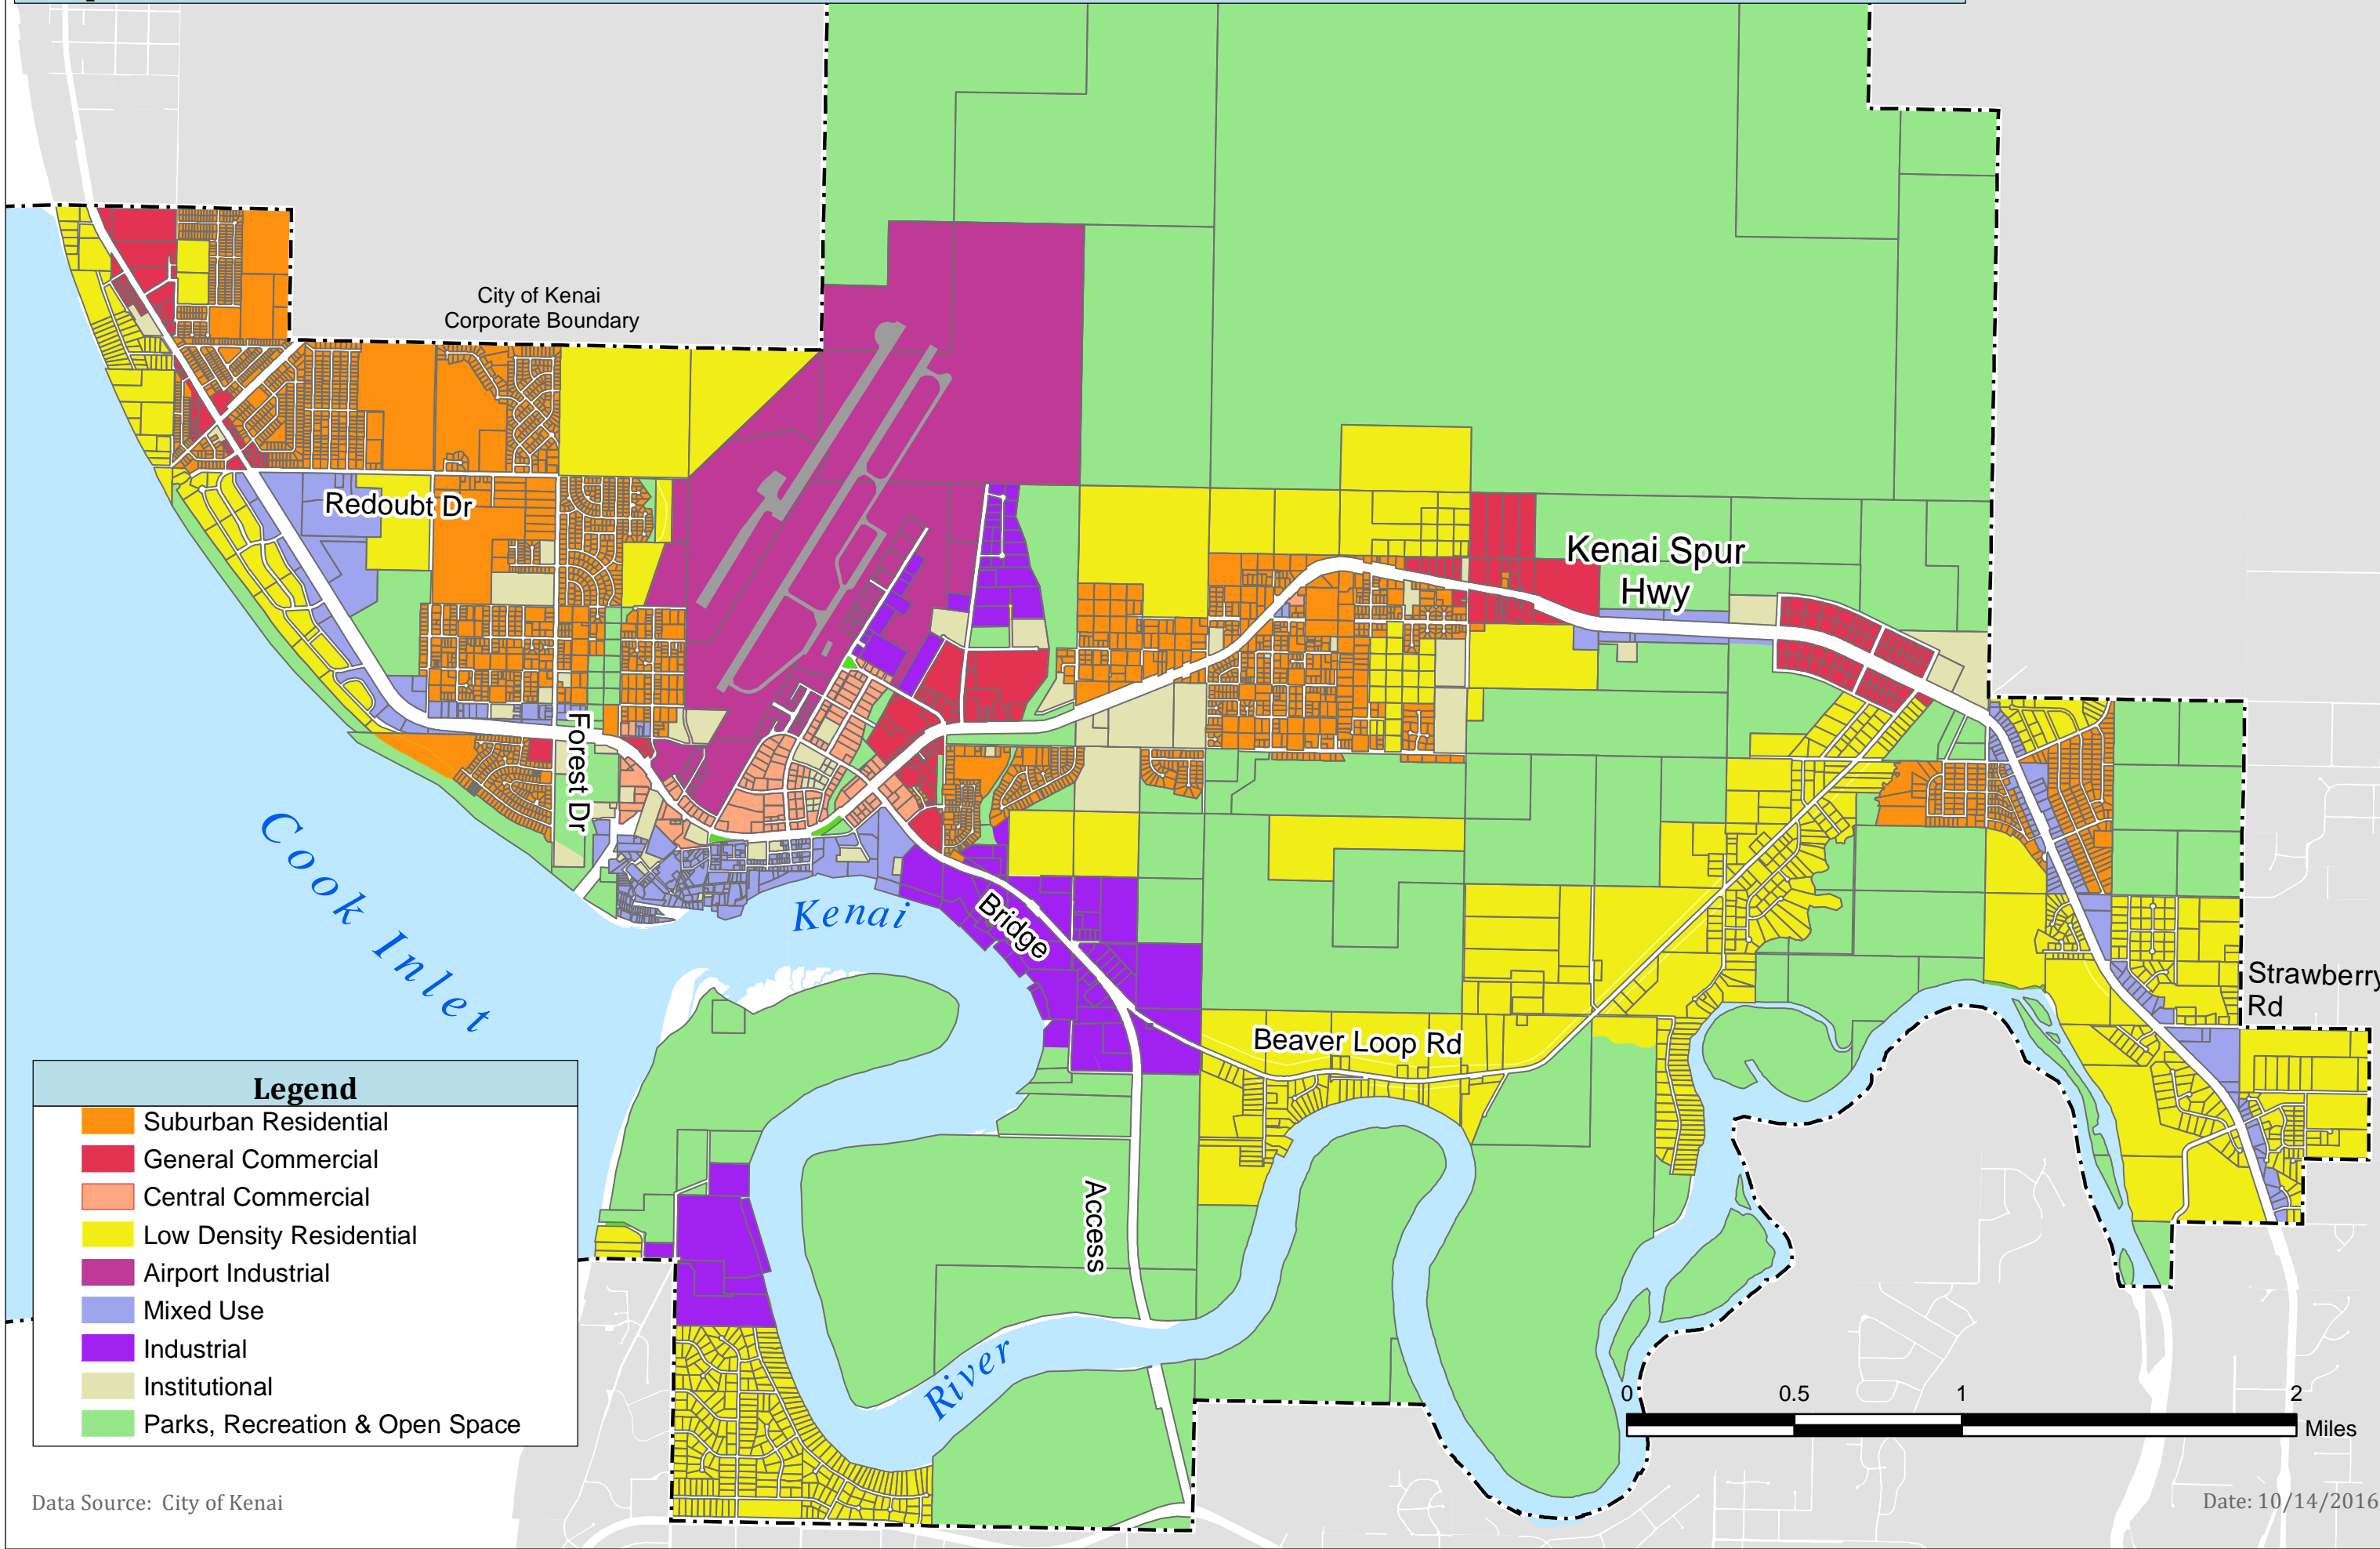 City of Kenai
Corporate Boundary
Redoubt Dr
Kenai Spur
Hwy
Forest Dr
Cook Inlet
Kenai
Bridge
Strawberry
Rd
Beaver Loop Rd
Access
River
Legend
Suburban Residential
General Commercial
Central Commercial
Low Density Residential
Airport Industrial
Mixed Use
Industrial
Institutional
Parks, Recreation & Open Space
0 0.5 1 2
Miles
Data Source: City of Kenai
Date: 10/14/2016